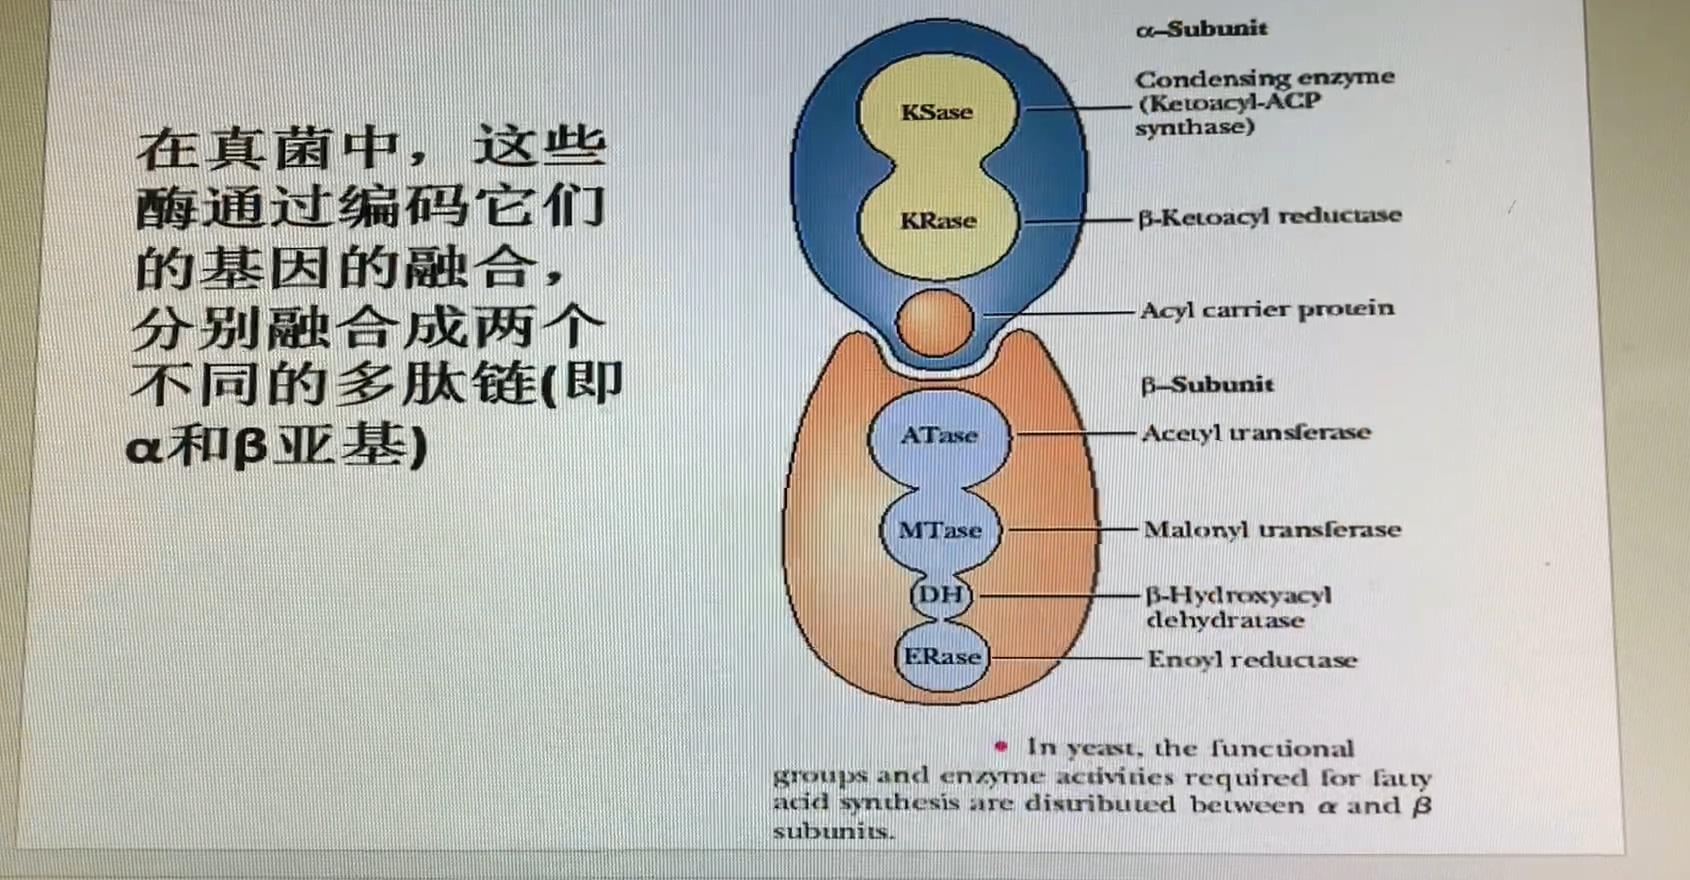 在真菌中，这些
酶通过编码它们
的基因的融合，
分别融合成两个
不同的多肽链(即
α和β亚基)
α–Subunit
Condensing enzyme
(Ketoacyl-ACP
synthase)
β-Ketoacyl reductase
Acyl carrier protein
β–Subunit
Acetyl transferase
Malonyl transferase
β-Hydroxyacyl
dehydratase
Enoyl reductase
KSase
KRase
ATase
MTase
DH
ERase
• In yeast, the functional
groups and enzyme activities required for fatty
acid synthesis are distributed between α and β
subunits.